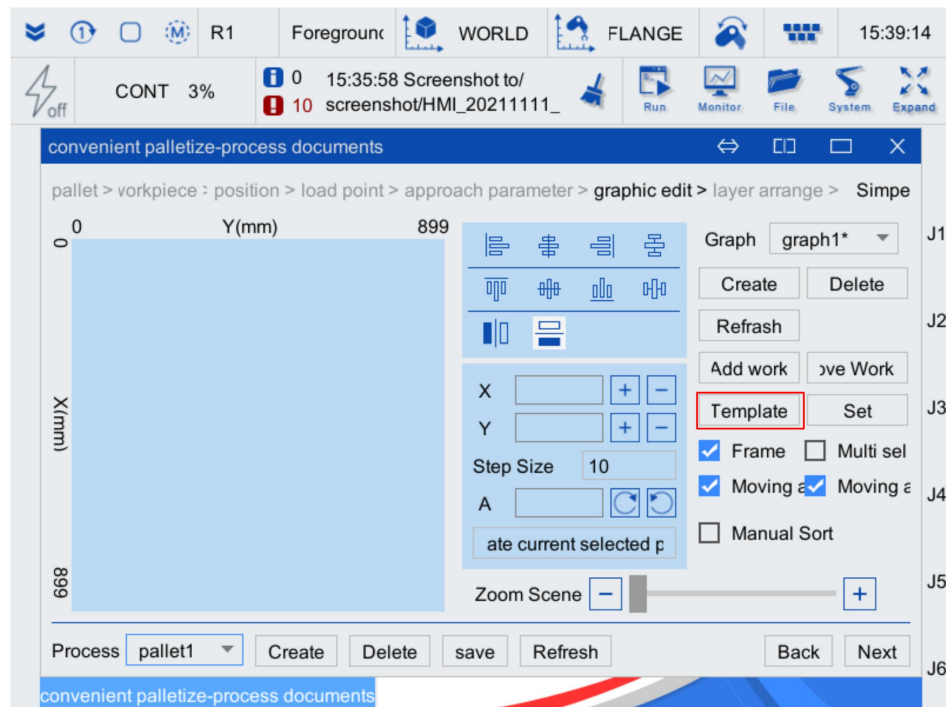 R1 Foregroun WORLD FLANGE 15:39:14
off CONT 3% 0 15:35:58 Screenshot to/
10 screenshot/HMI_20211111_ Run Monitor File System Expand
convenient palletize-process documents
pallet > vorkpiece : position > load point > approach parameter > graphic edit > layer arrange > Simpe
0 Y(mm) 899
0
X(mm)
899
Graph graph1*
Create Delete
Refrash
Add work ove Work
Template Set
Frame Multi sel
Moving a Moving a
Manual Sort
X
Y
Step Size 10
A
ate current selected p
Zoom Scene
Process pallet1 Create Delete save Refresh Back Next
convenient palletize-process documents
J1
J2
J3
J4
J5
J6